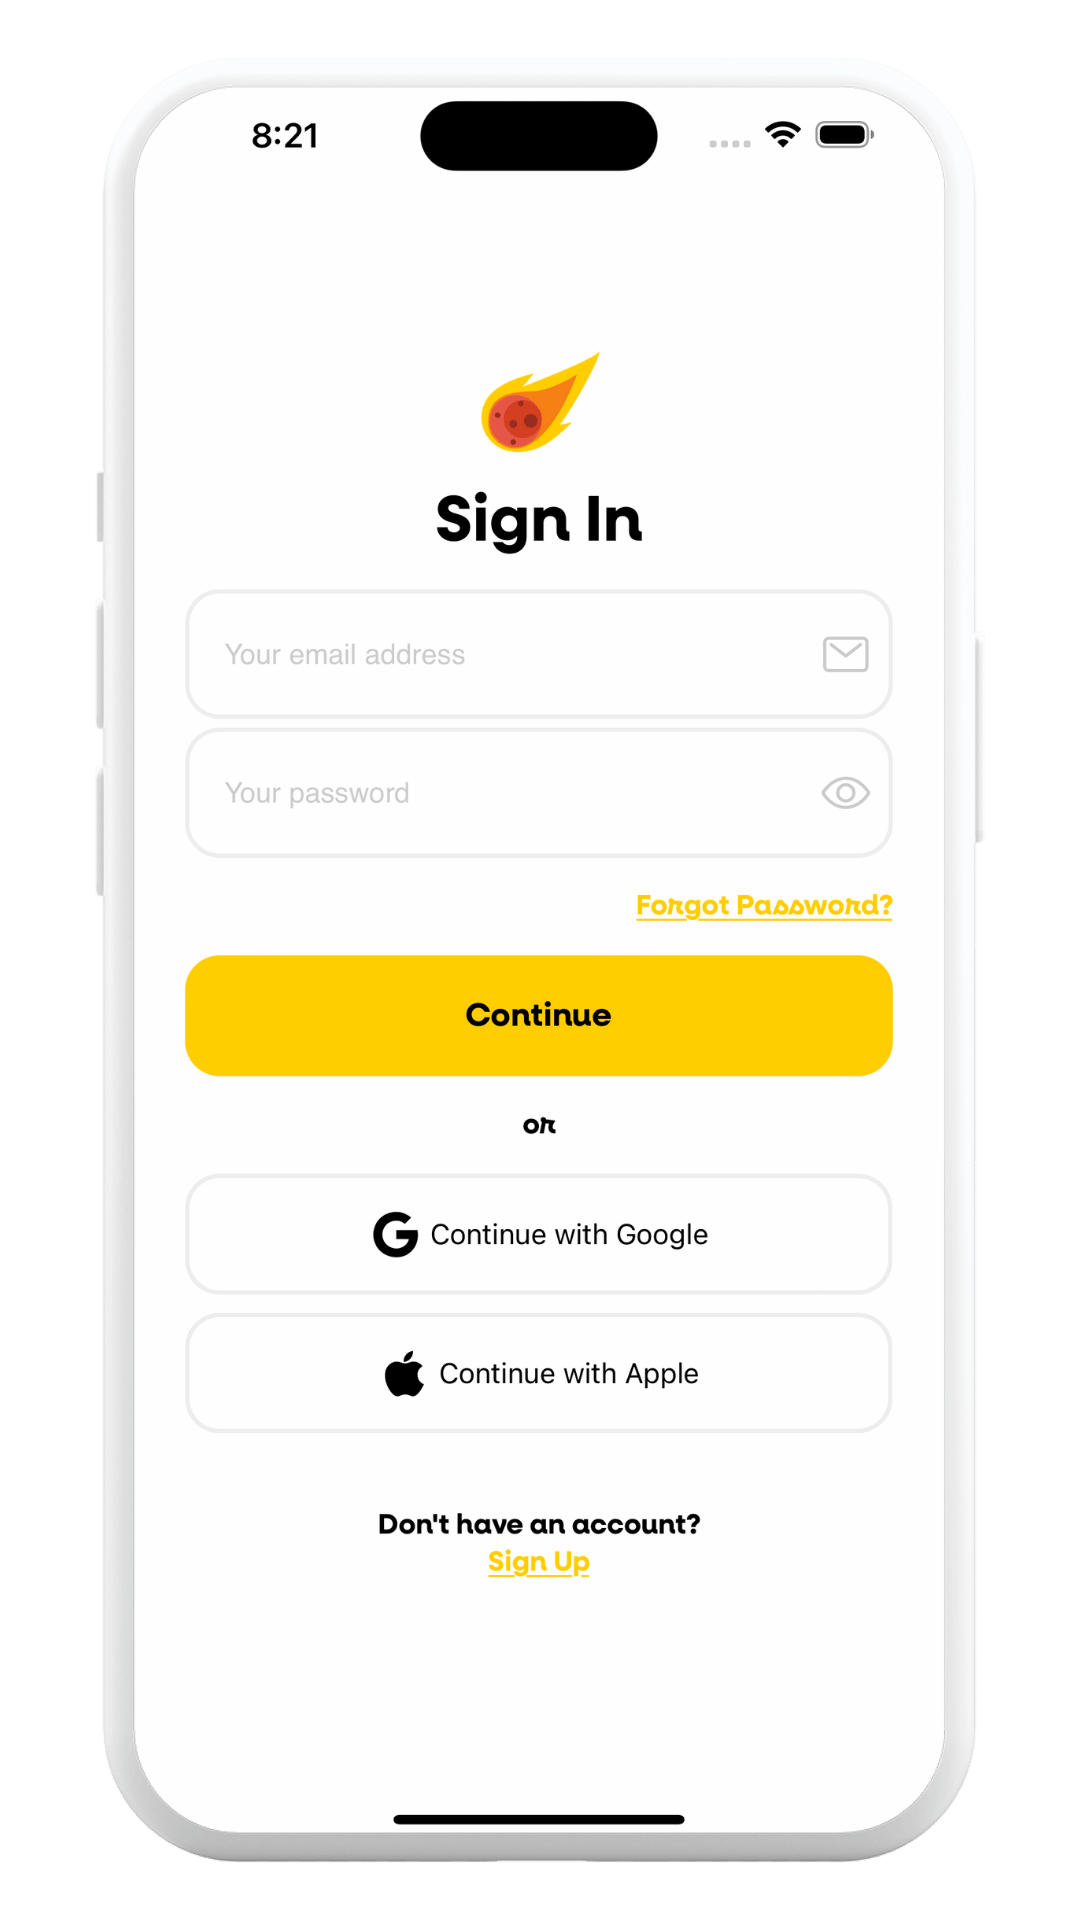 8:21
Sign In
Your email address
Your password
Forgot Password?
Continue
or
Continue with Google
Continue with Apple
Don't have an account?
Sign Up